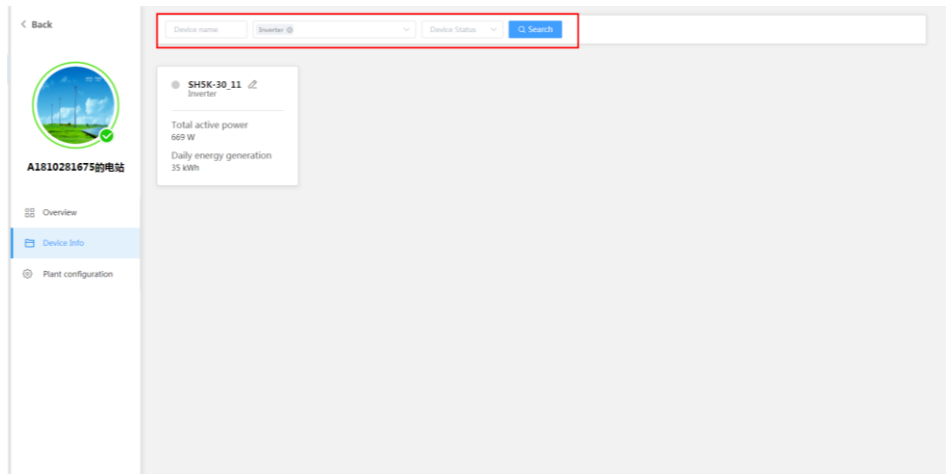 Back
Device name
Inverter
Device Status
Search
A1810281675的电站
Overview
Device Info
Plant configuration
SH5K-30_11
Inverter
Total active power
669 W
Daily energy generation
35 kWh